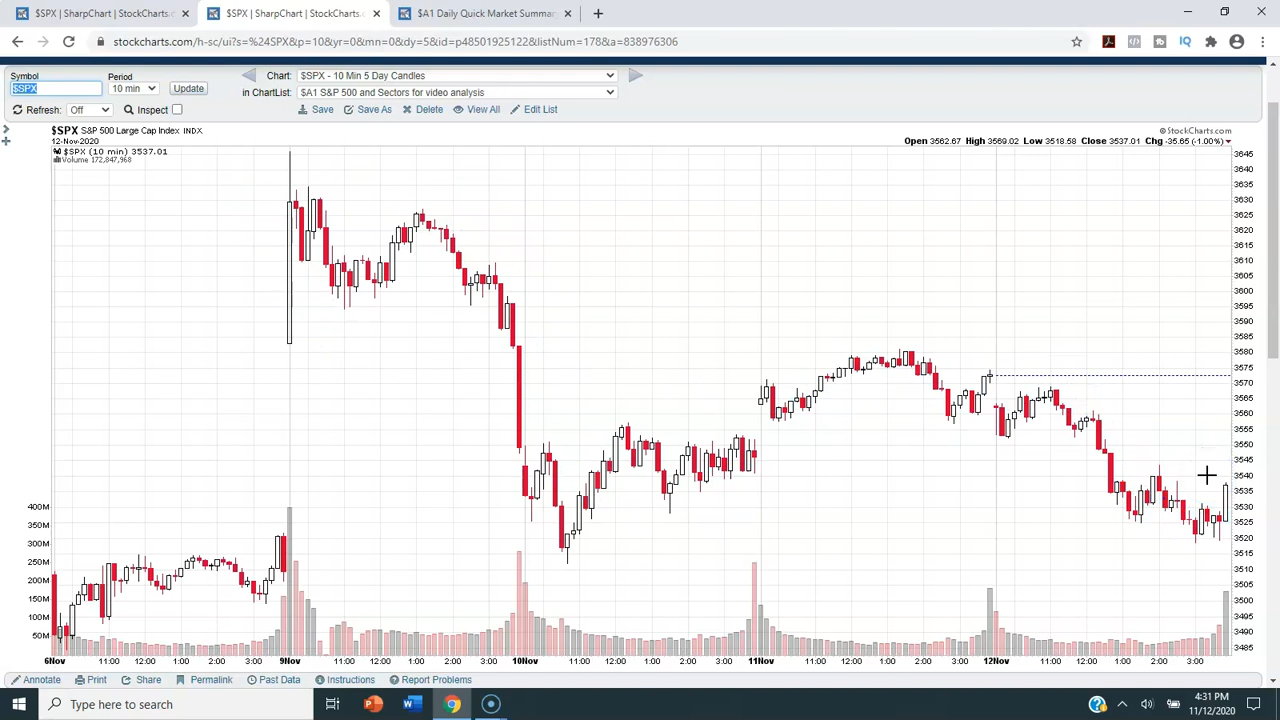 $SPX | SharpChart | StockCharts.com
$SPX | SharpChart | StockCharts.com
$A1 Daily Quick Market Summary
stockcharts.com/h-sc/ui?s=%24SPX&p=10&yr=0&mn=0&dy=5&id=p48501925122&listNum=178&a=838976306
Symbol
Period
Chart:
$SPX - 10 Min 5 Day Candles
$SPX
10 min
Update
in ChartList:
$A1 S&P 500 and Sectors for video analysis
Refresh:
Off
Inspect
Save
Save As
Delete
View All
Edit List
$SPX S&P 500 Large Cap Index INDX
© StockCharts.com
12-Nov-2020
Open 3562.67 High 3569.02 Low 3518.58 Close 3537.01 Chg -35.65 (-1.00%)
$SPX (10 min) 3537.01
Volume 172,847,968
3645
3640
3635
3630
3625
3620
3615
3610
3605
3600
3595
3590
3585
3580
3575
3570
3565
3560
3555
3550
3545
3540
3535
3530
3525
3520
3515
3510
3505
3500
3495
3490
3485
400M
350M
300M
250M
200M
150M
100M
50M
6Nov 11:00 12:00 1:00 2:00 3:00 9Nov 11:00 12:00 1:00 2:00 3:00 10Nov 11:00 12:00 1:00 2:00 3:00 11Nov 11:00 12:00 1:00 2:00 3:00 12Nov 11:00 12:00 1:00 2:00 3:00
Annotate
Print
Share
Permalink
Past Data
Instructions
Report Problems
Type here to search
4:31 PM
11/12/2020